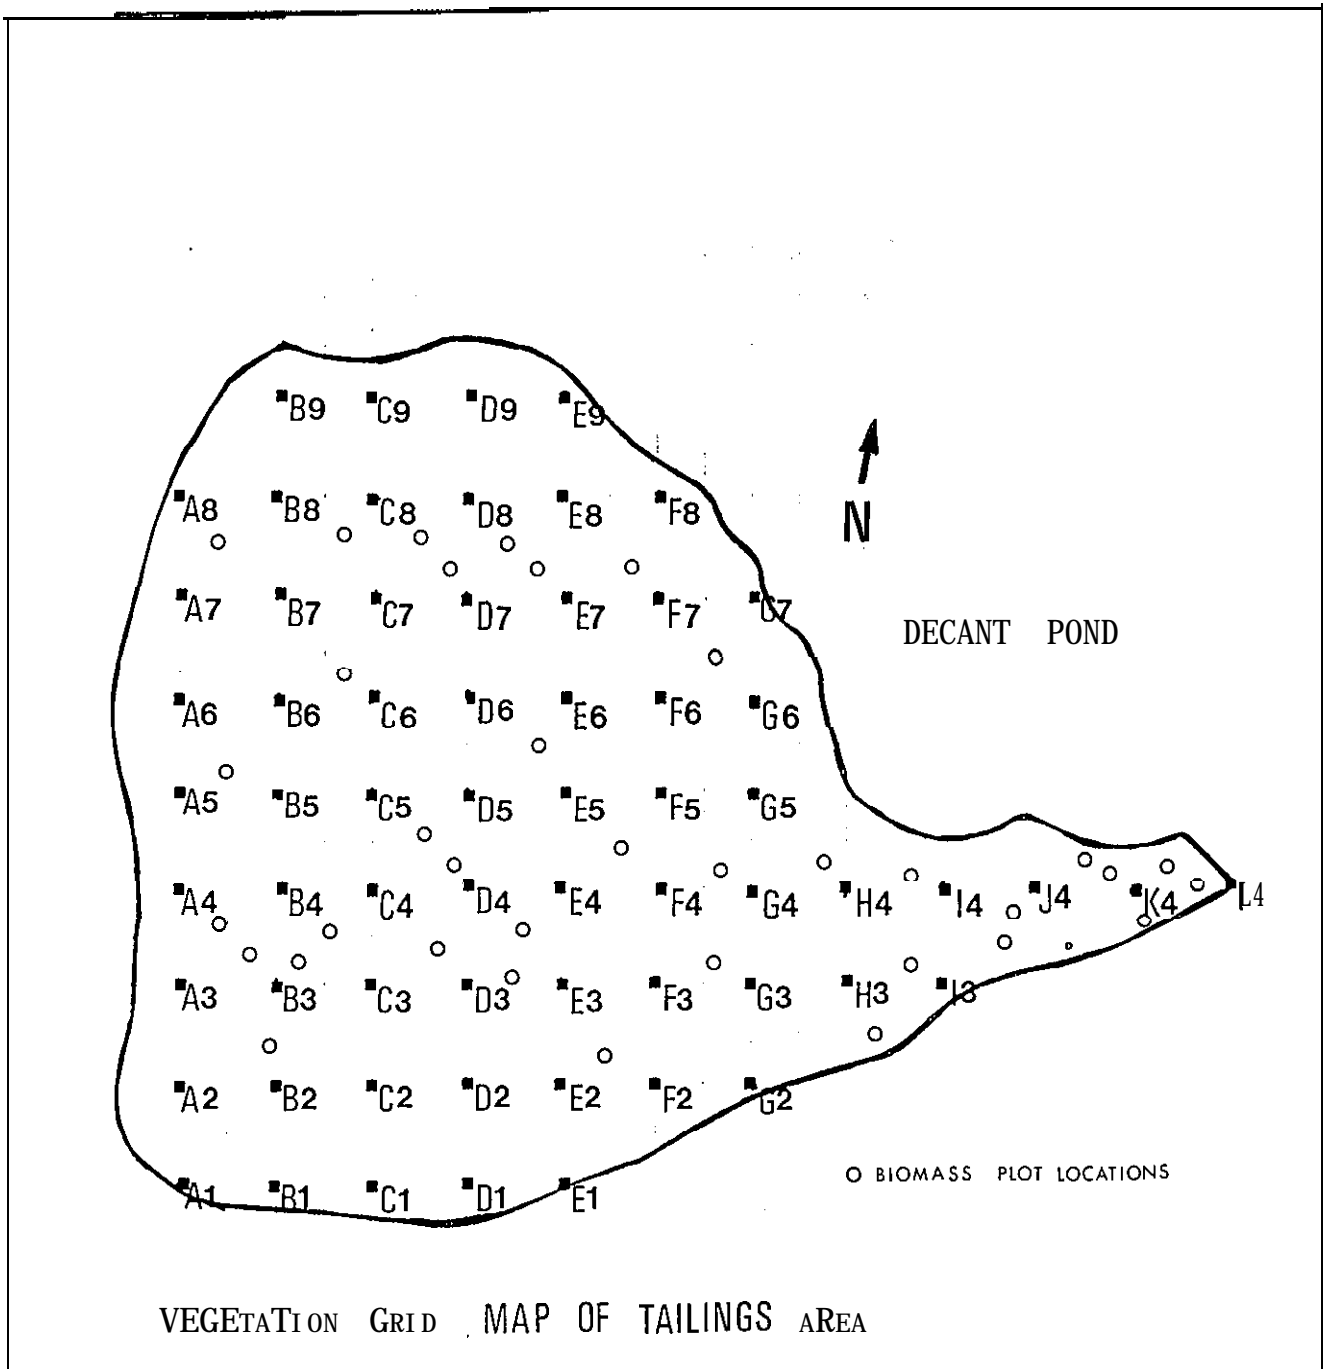 B9 C9 D9 E9
A8 B8 C8 D8 E8 F8
N
A7 B7 C7 D7 E7 F7 G7
DECANT POND
A6 B6 C6 D6 E6 F6 G6
A5 B5 C5 D5 E5 F5 G5
A4 B4 C4 D4 E4 F4 G4 H4 I4 J4 K4 L4
A3 B3 C3 D3 E3 F3 G3 H3 I3
A2 B2 C2 D2 E2 F2 G2
O BIOMASS PLOT LOCATIONS
A1 B1 C1 D1 E1
VEGETaTION GRID MAP OF TAILINGS aREA